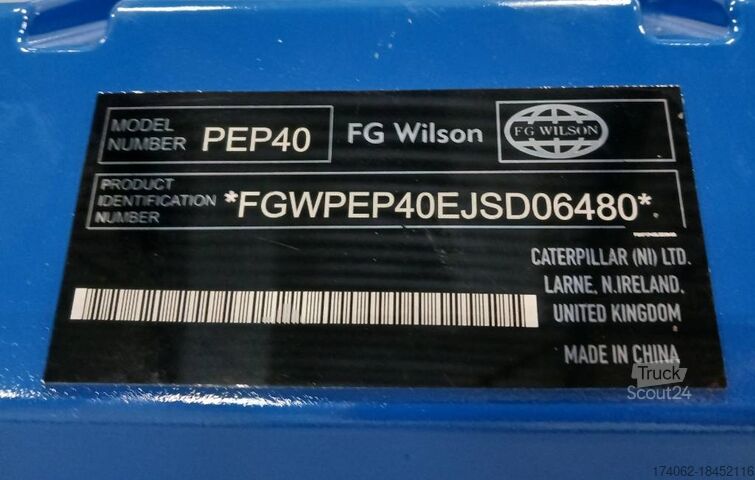 MODEL
NUMBER PEP40
FG Wilson
FG WILSON
PRODUCT
IDENTIFICATION
NUMBER
*FGWPEP40EJSD06480*
CATERPILLAR (NI) LTD.
LARNE, N.IRELAND.
UNITED KINGDOM
MADE IN CHINA
Truck
Scout24
174062-18452116